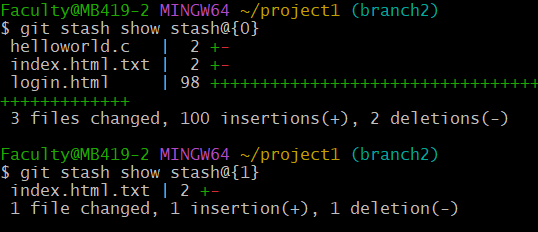 Faculty@MB419-2 MINGW64 ~/project1 (branch2)
$ git stash show stash@{0}
 helloworld.c   |  2 +-
 index.html.txt |  2 +-
 login.html     | 98 +++++++++++++++++++++++++++++++++++
+++++++++++++
 3 files changed, 100 insertions(+), 2 deletions(-)
Faculty@MB419-2 MINGW64 ~/project1 (branch2)
$ git stash show stash@{1}
 index.html.txt | 2 +-
 1 file changed, 1 insertion(+), 1 deletion(-)